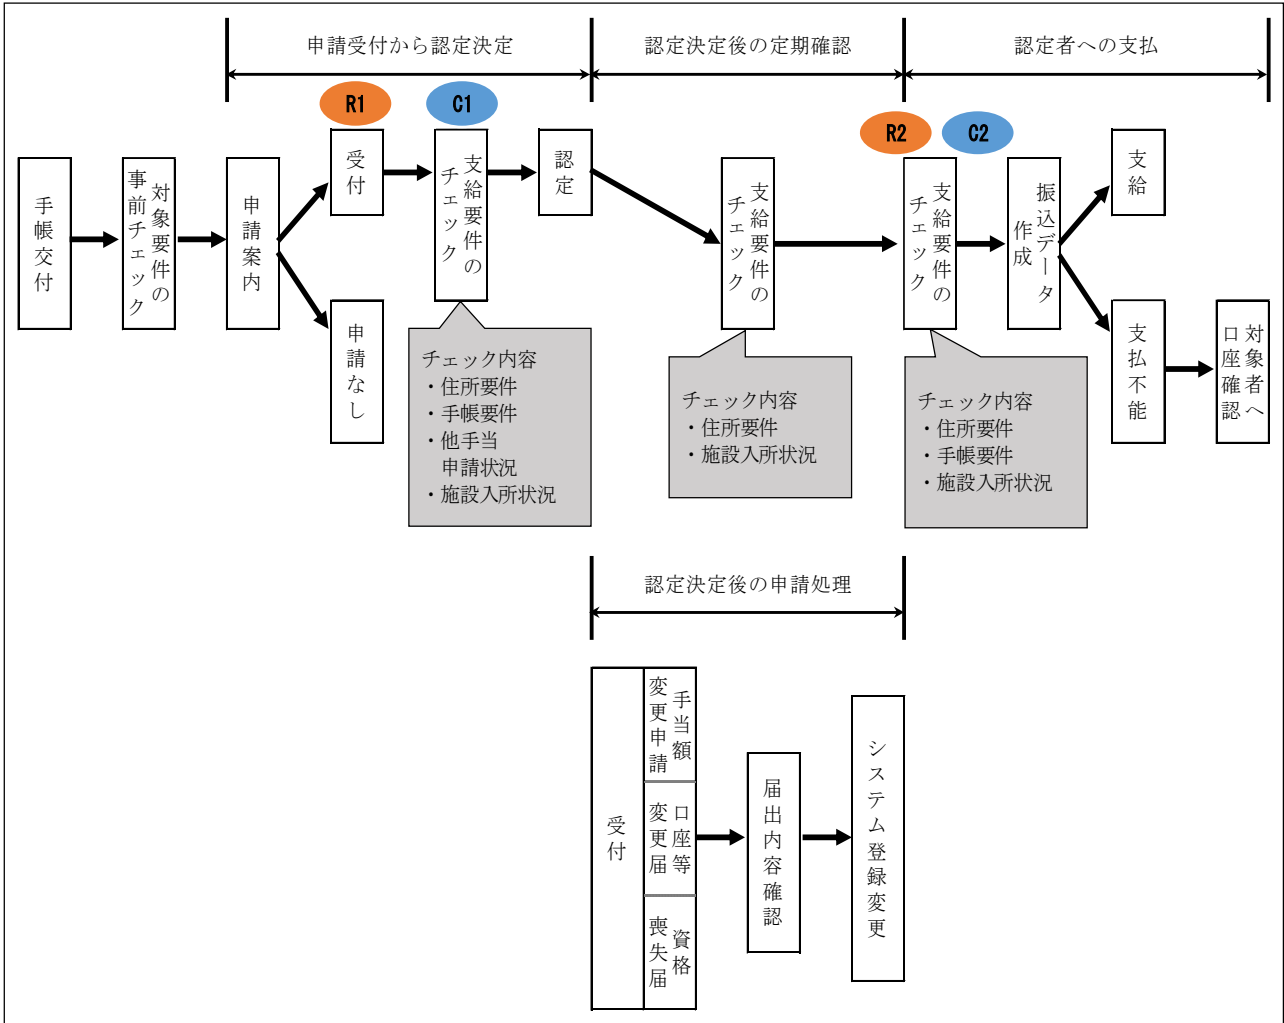 申請受付から認定決定
認定決定後の定期確認
認定者への支払
R1
C1
R2
C2
手帳交付
対象要件の
事前チェック
申請案内
受付
申請なし
支給要件の
チェック
認定
支給要件の
チェック
支給要件の
チェック
振込データ
作成
支給
支払不能
対象者へ
口座確認
チェック内容
・住所要件
・手帳要件
・他手当
申請状況
・施設入所状況
チェック内容
・住所要件
・施設入所状況
チェック内容
・住所要件
・手帳要件
・施設入所状況
認定決定後の申請処理
受付
手当額
変更申請
口座等
変更届
資格
喪失届
届出内容確認
システム登録変更